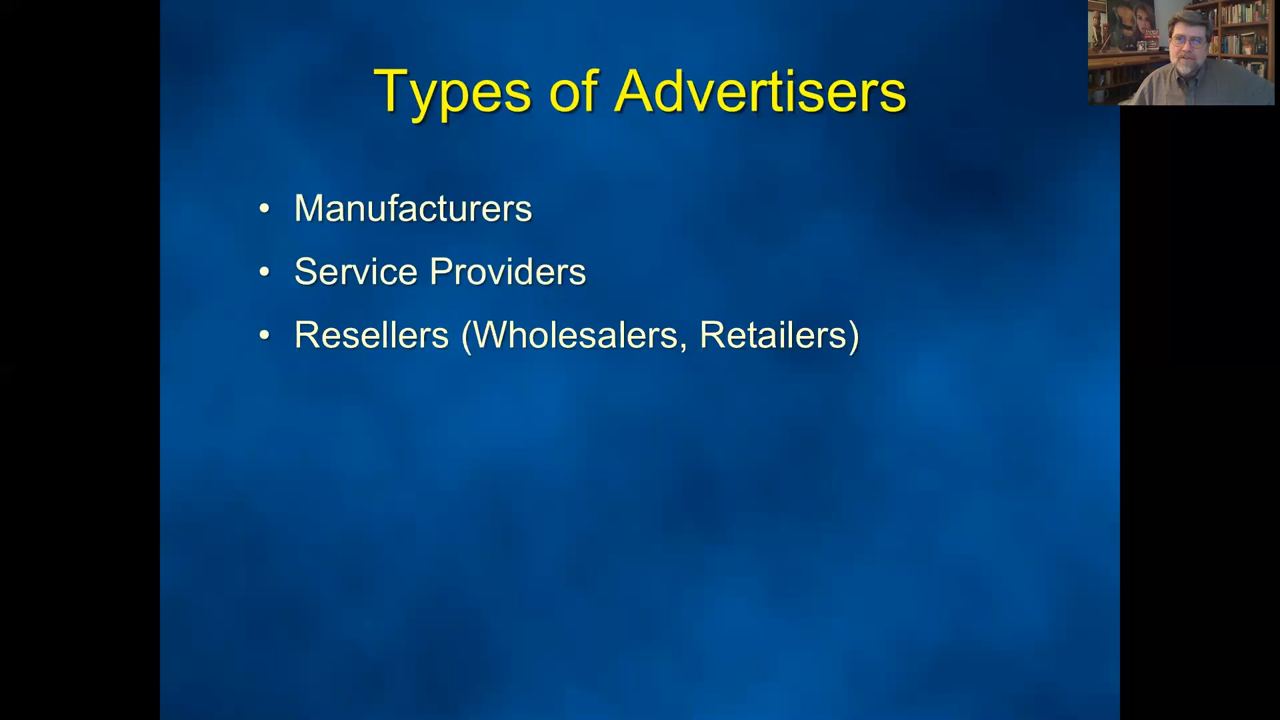 Types of Advertisers
• Manufacturers
• Service Providers
• Resellers (Wholesalers, Retailers)